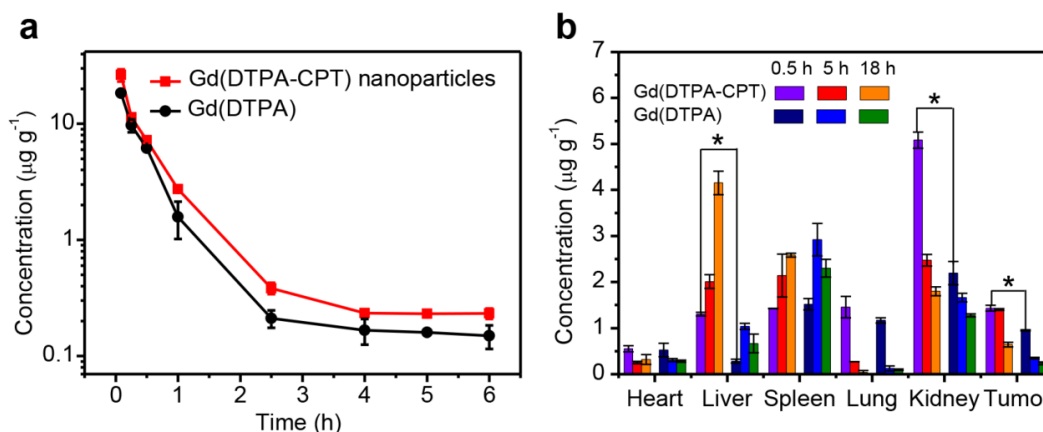 a
Gd(DTPA-CPT) nanoparticles
Gd(DTPA)
Concentration (μg g⁻¹)
10
1
0.1
0 1 2 3 4 5 6
Time (h)
b
Concentration (μg g⁻¹)
7
6
5
4
3
2
1
0
0.5 h 5 h 18 h
Gd(DTPA-CPT)
Gd(DTPA)
* * *
Heart Liver Spleen Lung Kidney Tumo